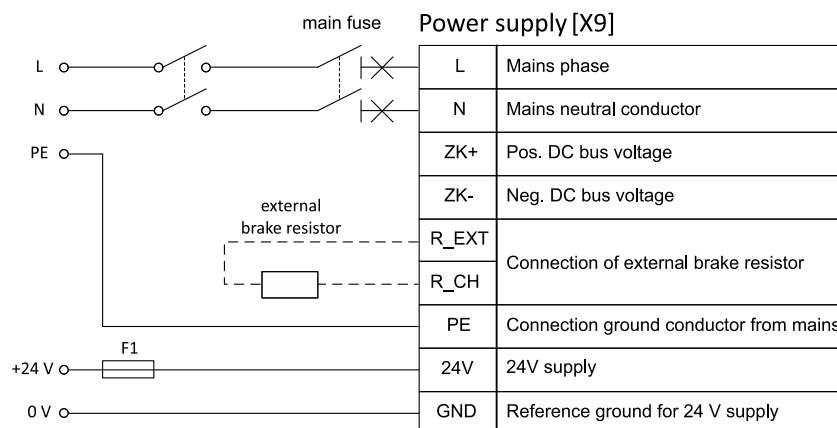 main fuse
Power supply [X9]
L
L
Mains phase
N
N
Mains neutral conductor
PE
ZK+
Pos. DC bus voltage
ZK-
Neg. DC bus voltage
external
brake resistor
R_EXT
R_CH
Connection of external brake resistor
PE
Connection ground conductor from mains
F1
+24 V
24V
24V supply
0 V
GND
Reference ground for 24 V supply